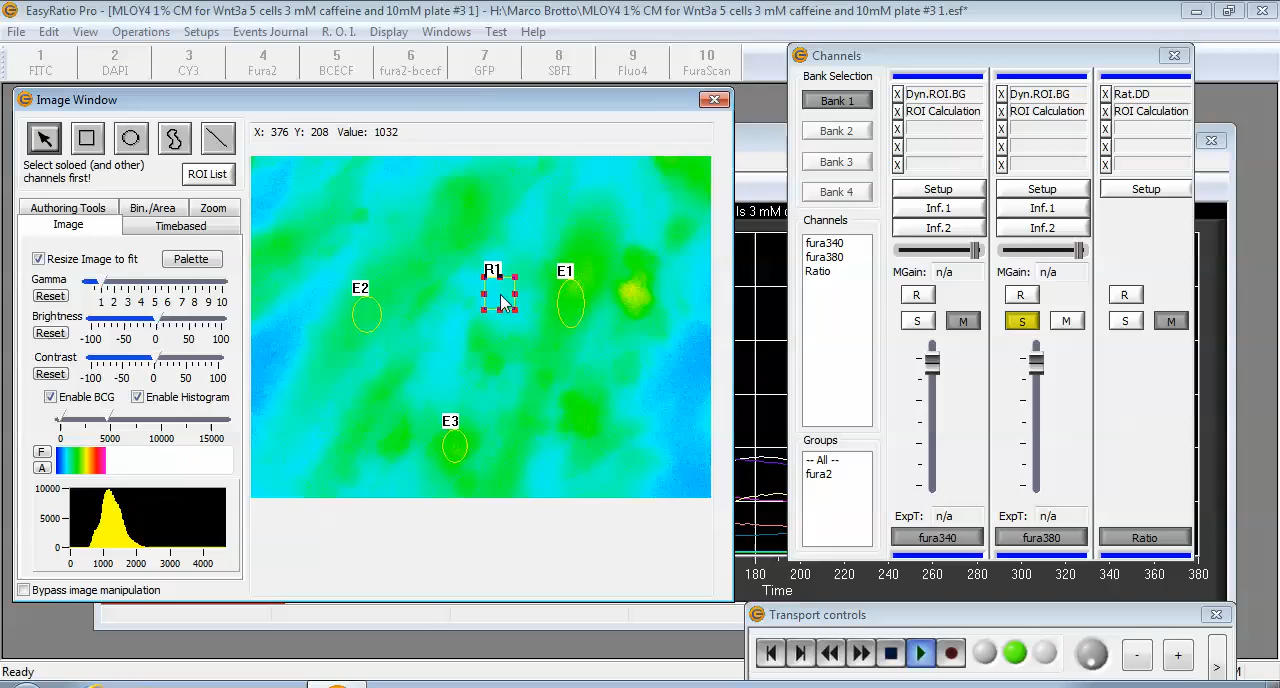 EasyRatio Pro - [MLOY4 1% CM for Wnt3a 5 cells 3 mM caffeine and 10mM plate #3 1] - H:\Marco Brotto\MLOY4 1% CM for Wnt3a 5 cells 3 mM caffeine and 10mM plate #3 1.esf*
File Edit View Operations Setups Events Journal R. O. I. Display Windows Test Help
1 2 3 4 5 6 7 8 9 10
FITC DAPI CY3 Fura2 BCECF fura2-bcecf GFP SBFI Fluo4 FuraScan
Image Window
X: 376 Y: 208 Value: 1032
Select soloed (and other)
channels first!
ROI List
Authoring Tools Bin./Area Zoom
Image Timebased
Resize Image to fit Palette
Gamma
Reset 1 2 3 4 5 6 7 8 9 10
Brightness
Reset -100 -50 0 50 100
Contrast
Reset -100 -50 0 50 100
Enable BCG Enable Histogram
0 5000 10000 15000
F
A
10000
5000
0
1000 2000 3000 4000
Bypass image manipulation
R1
E1
E2
E3
ls 3 mM c
Channels
Bank Selection
Bank 1
Bank 2
Bank 3
Bank 4
Channels
fura340
fura380
Ratio
Groups
-- All --
fura2
X Dyn.ROI.BG X Dyn.ROI.BG X Rat.DD
X ROI Calculation X ROI Calculation X ROI Calculation
X X X
X X X
X X X
Setup Setup Setup
Inf.1 Inf.1
Inf.2 Inf.2
MGain: n/a MGain: n/a
R R R
S M S M S M
ExpT: n/a ExpT: n/a
fura340 fura380 Ratio
180 200 220 240 260 280 300 320 340 360 380
Time
Transport controls
- + >
Ready